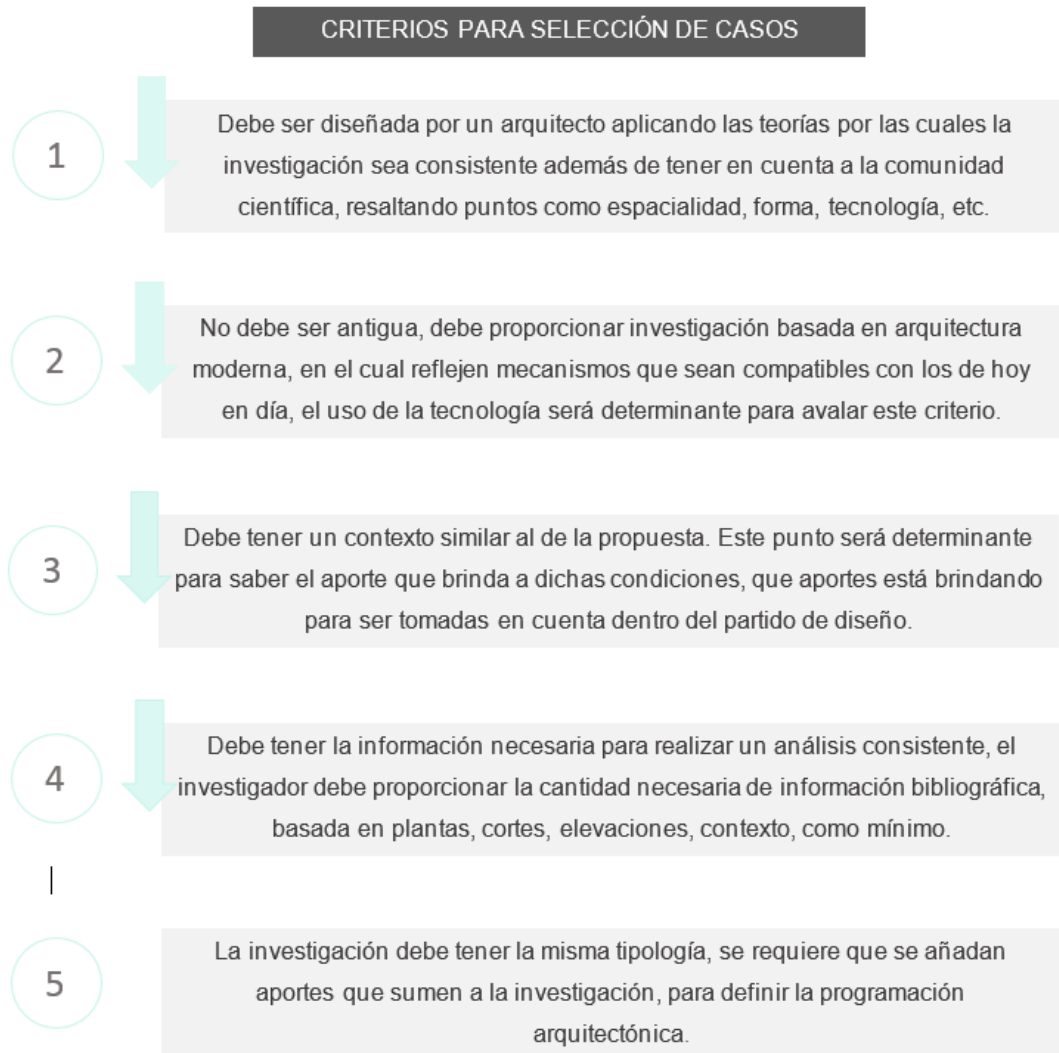 CRITERIOS PARA SELECCIÓN DE CASOS
1
Debe ser diseñada por un arquitecto aplicando las teorías por las cuales la
investigación sea consistente además de tener en cuenta a la comunidad
científica, resaltando puntos como espacialidad, forma, tecnología, etc.
2
No debe ser antigua, debe proporcionar investigación basada en arquitectura
moderna, en el cual reflejen mecanismos que sean compatibles con los de hoy
en día, el uso de la tecnología será determinante para avalar este criterio.
3
Debe tener un contexto similar al de la propuesta. Este punto será determinante
para saber el aporte que brinda a dichas condiciones, que aportes está brindando
para ser tomadas en cuenta dentro del partido de diseño.
4
Debe tener la información necesaria para realizar un análisis consistente, el
investigador debe proporcionar la cantidad necesaria de información bibliográfica,
basada en plantas, cortes, elevaciones, contexto, como mínimo.
5
La investigación debe tener la misma tipología, se requiere que se añadan
aportes que sumen a la investigación, para definir la programación
arquitectónica.